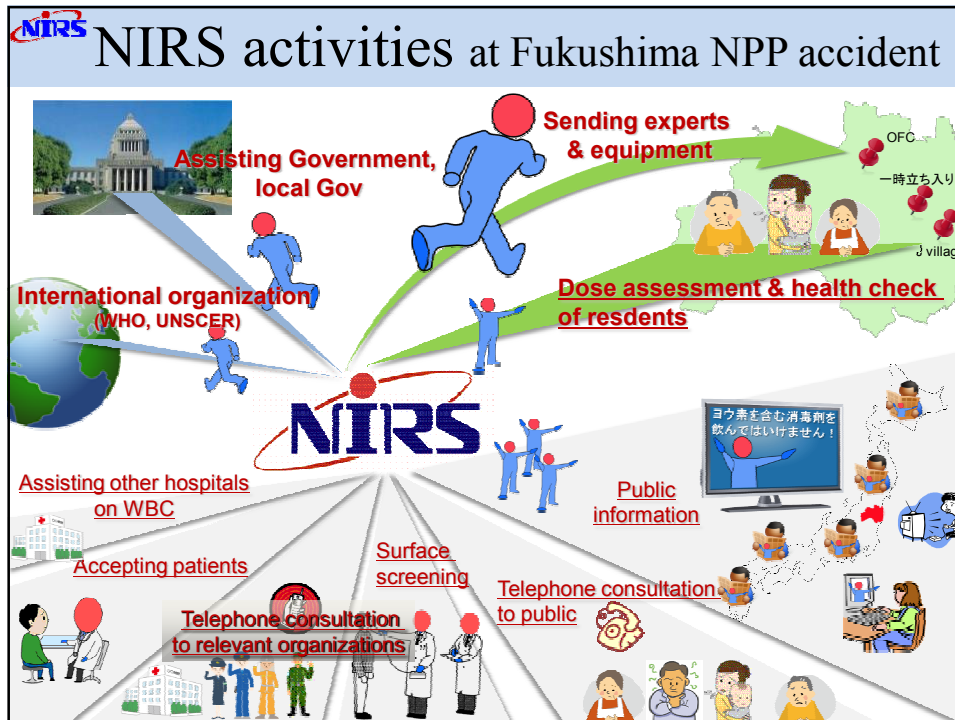 NIRS
NIRS activities at Fukushima NPP accident
Assisting Government,
local Gov
Sending experts
& equipment
OFC
一時立ち入り
villag
International organization
(WHO, UNSCER)
Dose assessment & health check
of resdents
NIRS
ヨウ素を含む消毒剤を
飲んではいけません！
Assisting other hospitals
on WBC
Public
information
Accepting patients
Surface
screening
Telephone consultation
to public
Telephone consultation
to relevant organizations